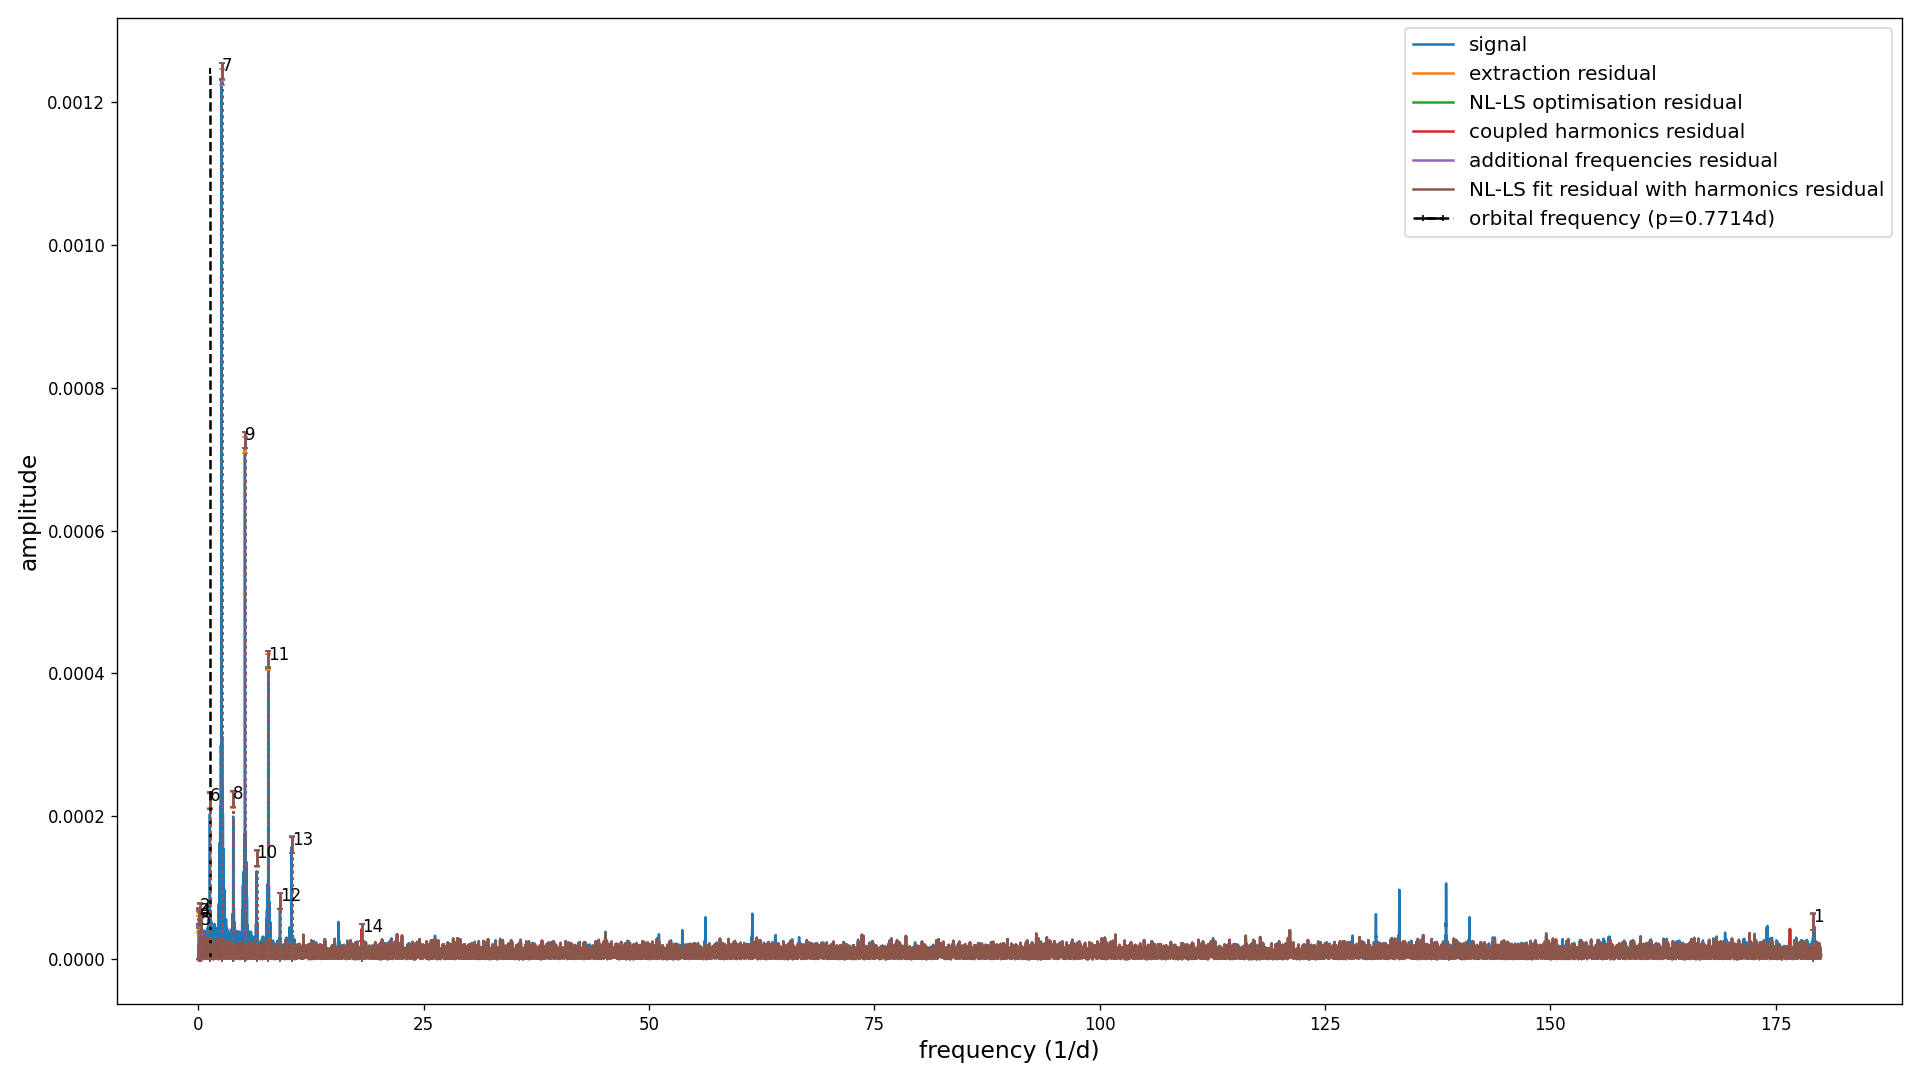 signal
extraction residual
NL-LS optimisation residual
coupled harmonics residual
additional frequencies residual
NL-LS fit residual with harmonics residual
orbital frequency (p=0.7714d)
amplitude
0.0012
0.0010
0.0008
0.0006
0.0004
0.0002
0.0000
7
9
11
6
8
13
10
12
2
14
1
0
25
50
75
100
125
150
175
frequency (1/d)